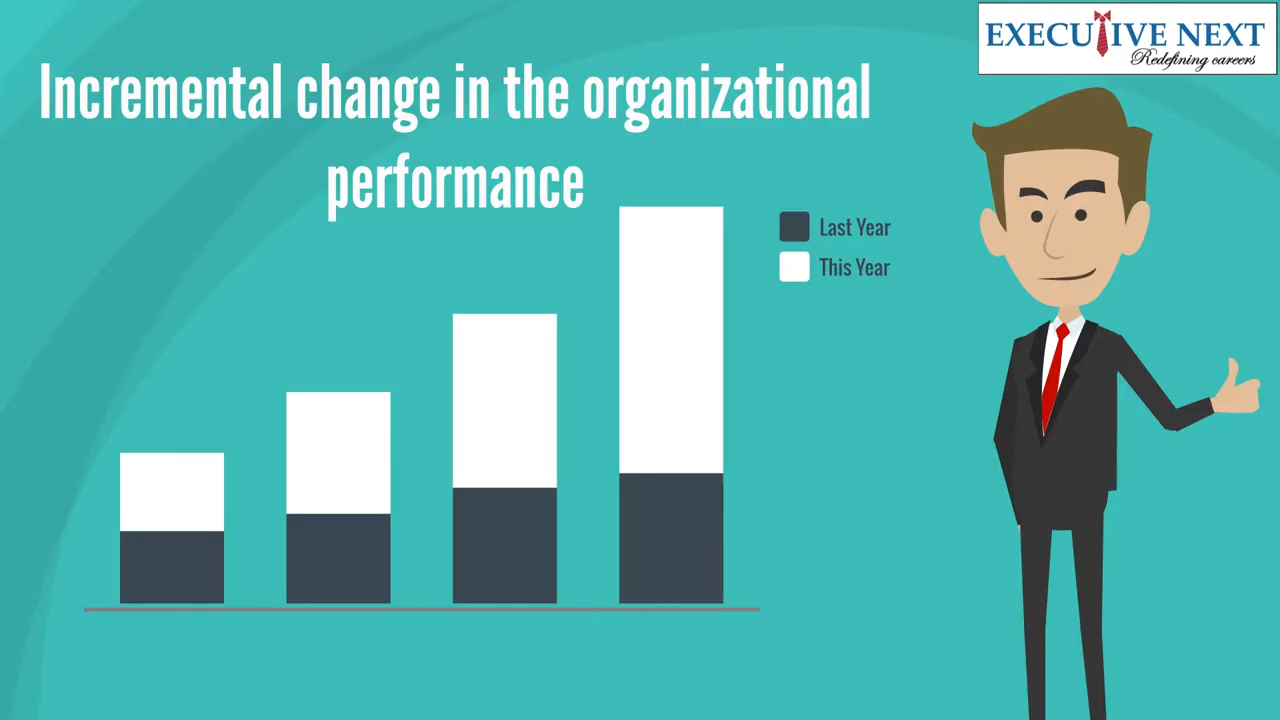 EXECUTIVE NEXT
Redefining careers
Incremental change in the organizational
performance
Last Year
This Year